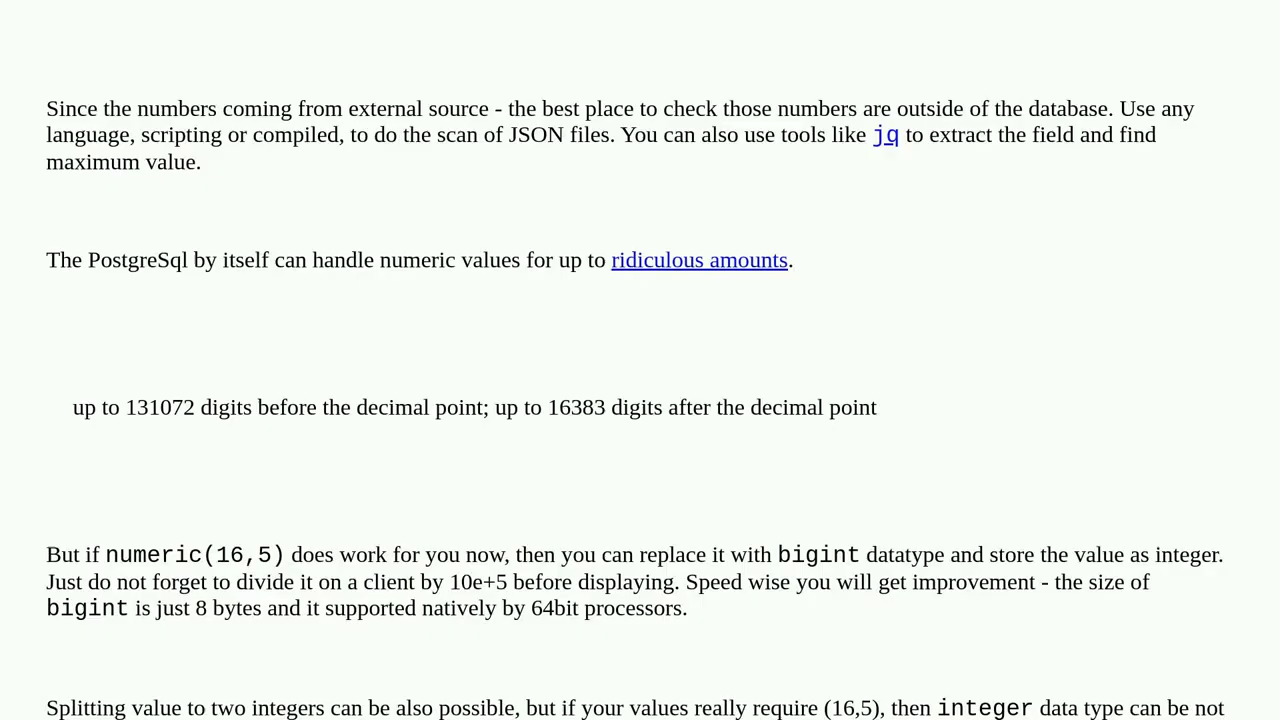 Since the numbers coming from external source - the best place to check those numbers are outside of the database. Use any
language, scripting or compiled, to do the scan of JSON files. You can also use tools like jq to extract the field and find
maximum value.
The PostgreSql by itself can handle numeric values for up to ridiculous amounts.
up to 131072 digits before the decimal point; up to 16383 digits after the decimal point
But if numeric(16,5) does work for you now, then you can replace it with bigint datatype and store the value as integer.
Just do not forget to divide it on a client by 10e+5 before displaying. Speed wise you will get improvement - the size of
bigint is just 8 bytes and it supported natively by 64bit processors.
Splitting value to two integers can be also possible, but if your values really require (16,5), then integer data type can be not